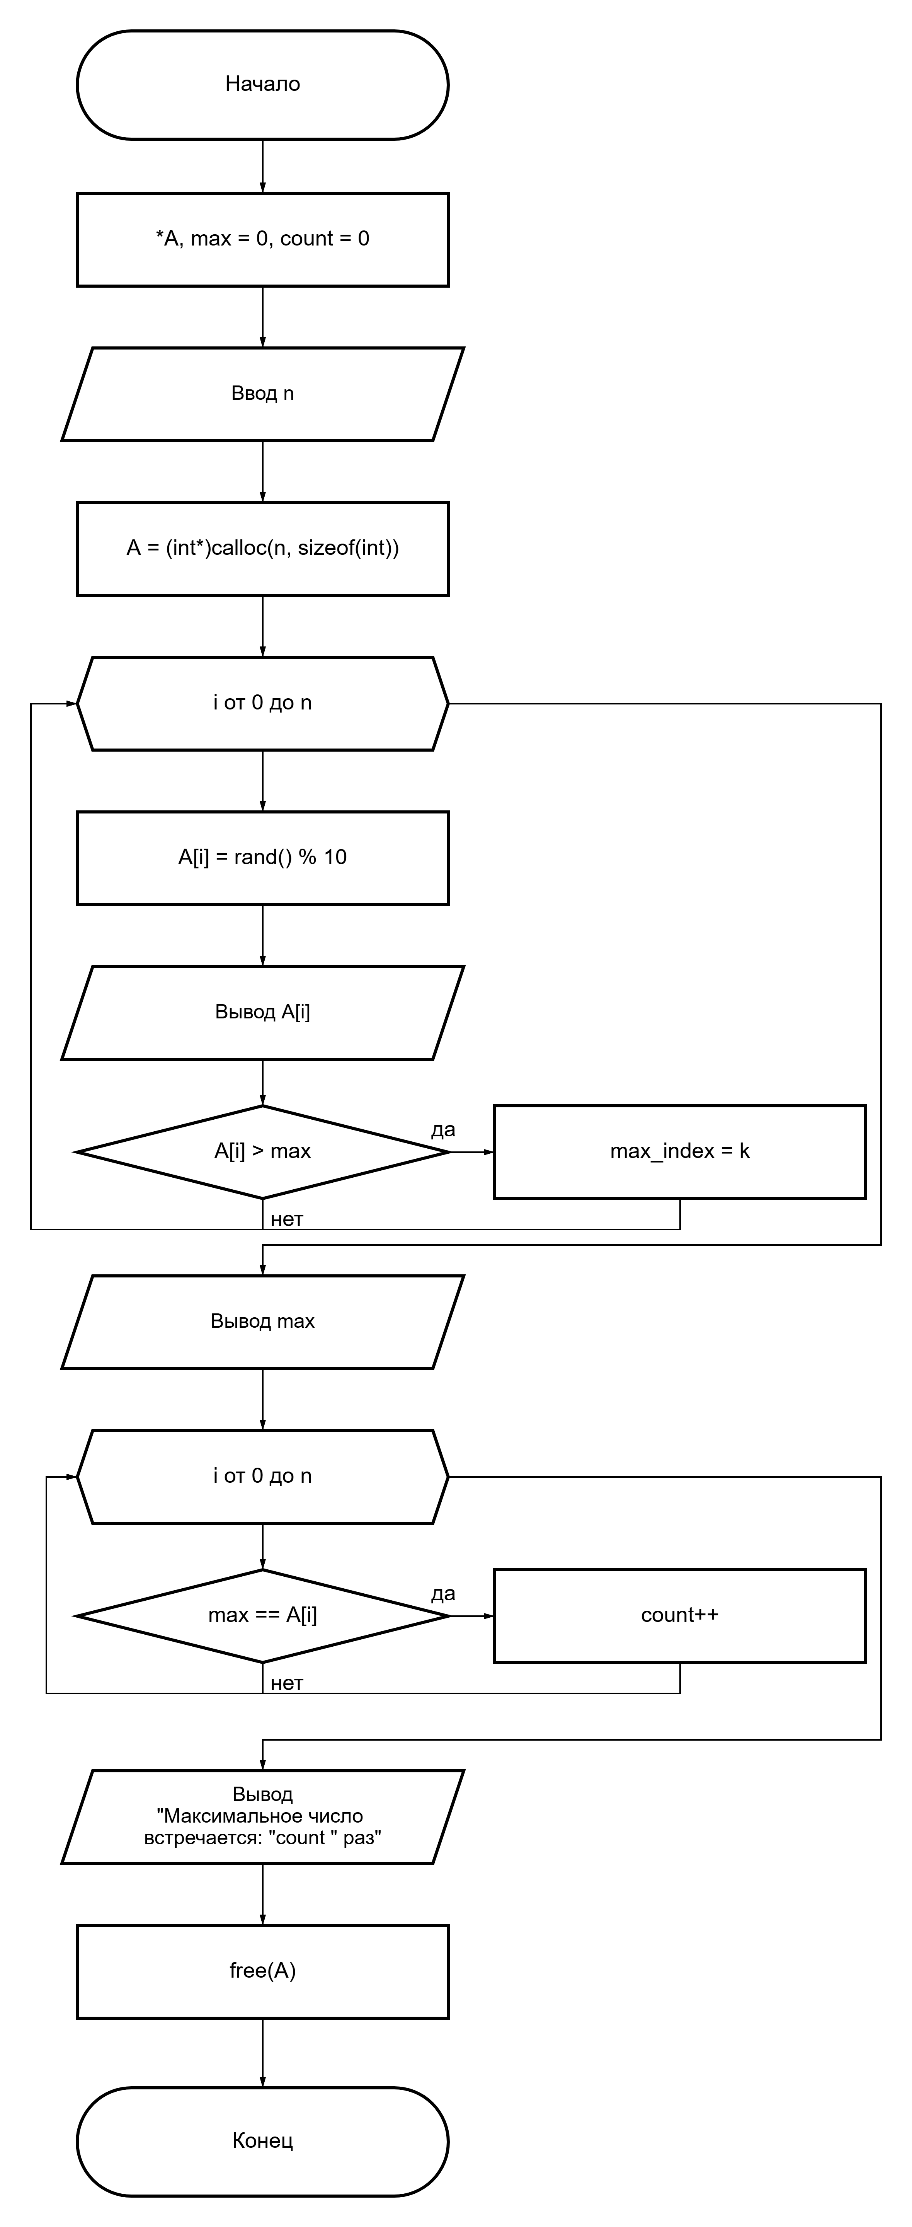 Начало
*A, max = 0, count = 0
Ввод n
A = (int*)calloc(n, sizeof(int))
i от 0 до n
A[i] = rand() % 10
Вывод A[i]
A[i] > max
да
max_index = k
нет
Вывод max
i от 0 до n
max == A[i]
да
count++
нет
Вывод
"Максимальное число
встречается: "count " раз"
free(A)
Конец